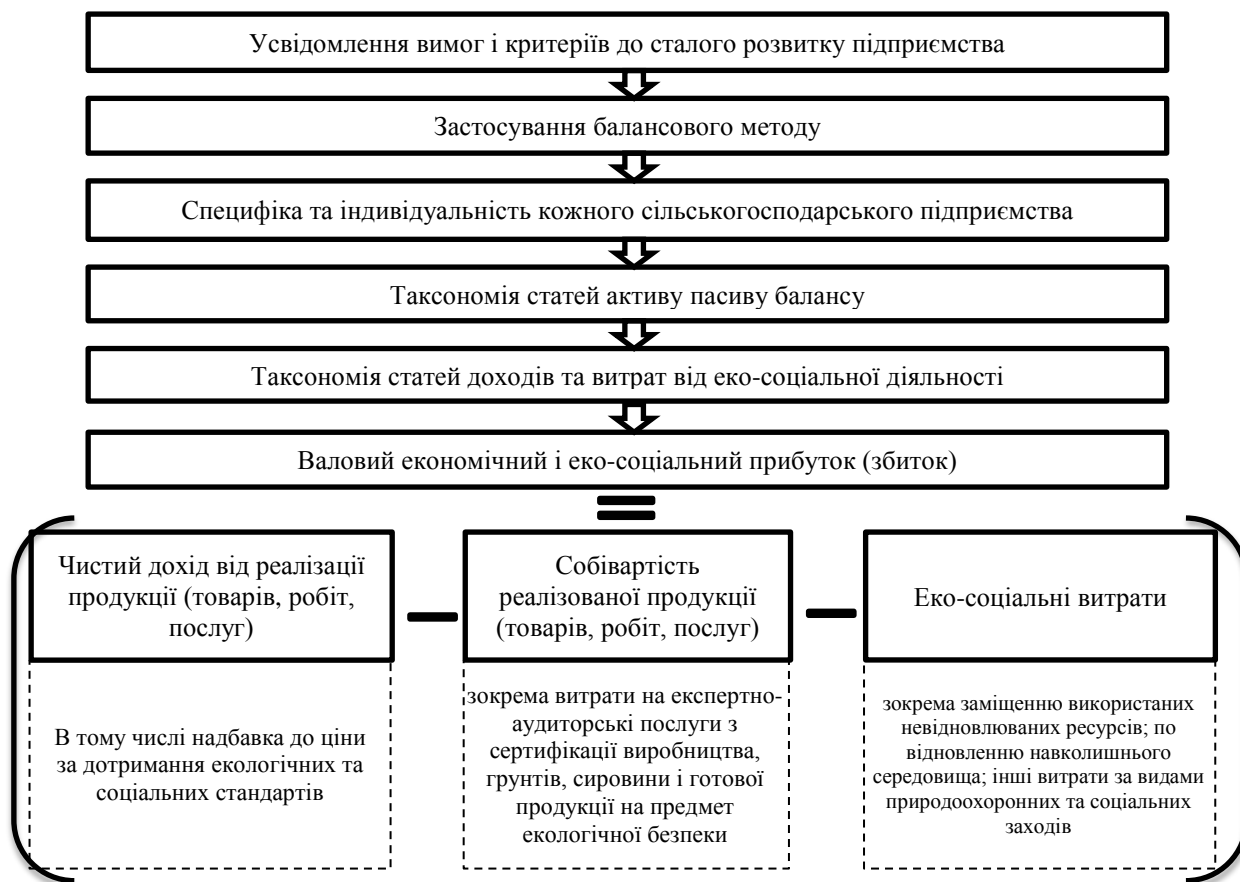 Усвідомлення вимог і критеріїв до сталого розвитку підприємства
Застосування балансового методу
Специфіка та індивідуальність кожного сільськогосподарського підприємства
Таксономія статей активу пасиву балансу
Таксономія статей доходів та витрат від еко-соціальної діяльності
Валовий економічний і еко-соціальний прибуток (збиток)
Чистий дохід від реалізації
продукції (товарів, робіт,
послуг)
Собівартість
реалізованої продукції
(товарів, робіт, послуг)
Еко-соціальні витрати
В тому числі надбавка до ціни
за дотримання екологічних та
соціальних стандартів
зокрема витрати на експертно-
аудиторські послуги з
сертифікації виробництва,
грунтів, сировини і готової
продукції на предмет
екологічної безпеки
зокрема заміщенню використаних
невідновлюваних ресурсів; по
відновленню навколишнього
середовища; інші витрати за видами
природоохоронних та соціальних
заходів